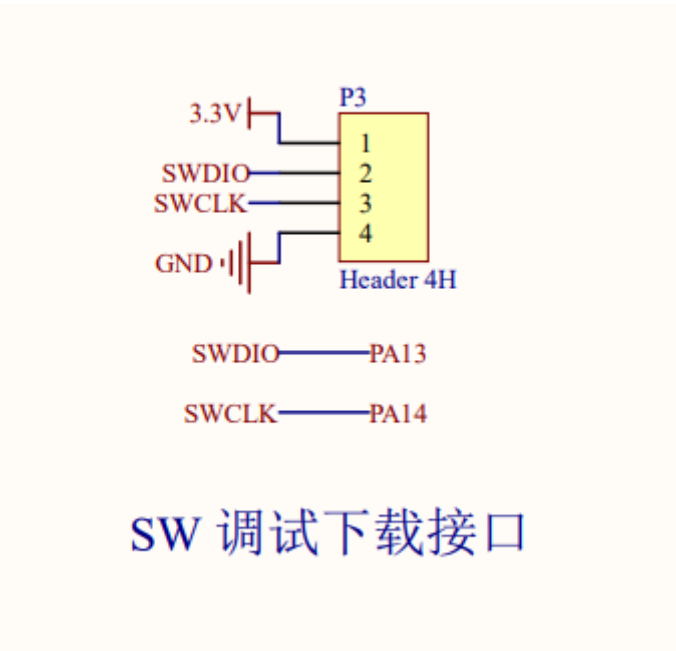 P3
3.3V
1
SWDIO 2
SWCLK 3
4
GND
Header 4H
SWDIO PA13
SWCLK PA14
SW 调试下载接口